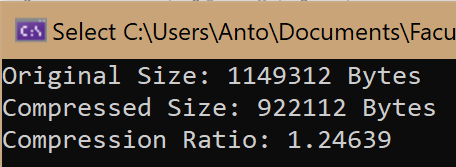 Select C:\Users\Anto\Documents\Facu
Original Size: 1149312 Bytes
Compressed Size: 922112 Bytes
Compression Ratio: 1.24639